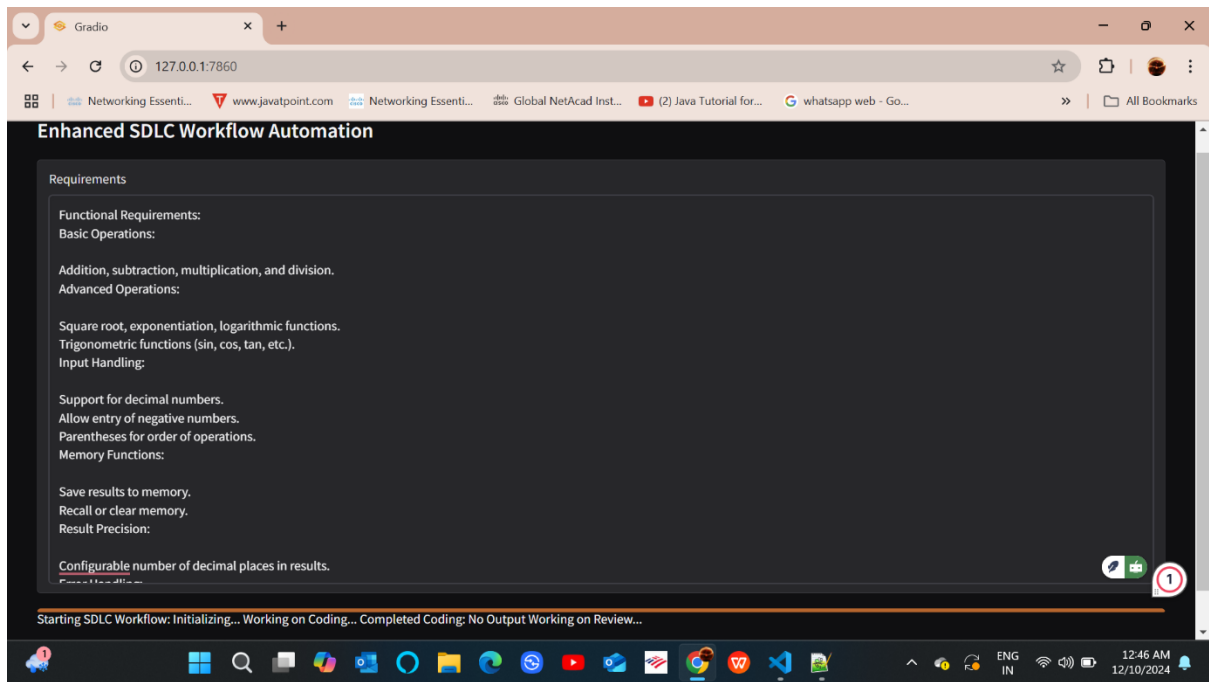 Gradio
127.0.0.1:7860
Networking Essenti... www.javatpoint.com Networking Essenti... Global NetAcad Inst... (2) Java Tutorial for... whatsapp web - Go... » All Bookmarks
Enhanced SDLC Workflow Automation
Requirements
Functional Requirements:
Basic Operations:
Addition, subtraction, multiplication, and division.
Advanced Operations:
Square root, exponentiation, logarithmic functions.
Trigonometric functions (sin, cos, tan, etc.).
Input Handling:
Support for decimal numbers.
Allow entry of negative numbers.
Parentheses for order of operations.
Memory Functions:
Save results to memory.
Recall or clear memory.
Result Precision:
Configurable number of decimal places in results.
1
Starting SDLC Workflow: Initializing... Working on Coding... Completed Coding: No Output Working on Review...
1
ENG
IN
12:46 AM
12/10/2024